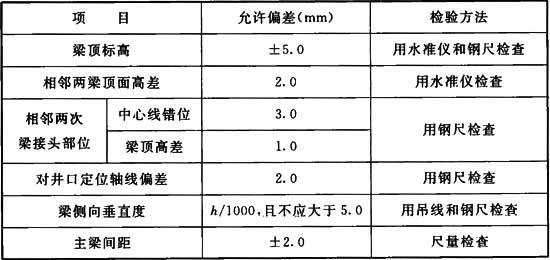 项 目 允许偏差(mm) 检验方法
梁顶标高 ±5.0 用水准仪和钢尺检查
相邻两梁顶面高差 2.0 用水准仪检查
相邻两次
梁接头部位
中心线错位 3.0
梁顶高差 1.0
用钢尺检查
对井口定位轴线偏差 2.0 用钢尺检查
梁侧向垂直度 h/1000,且不应大于5.0 用吊线和钢尺检查
主梁间距 ±2.0 尺量检查